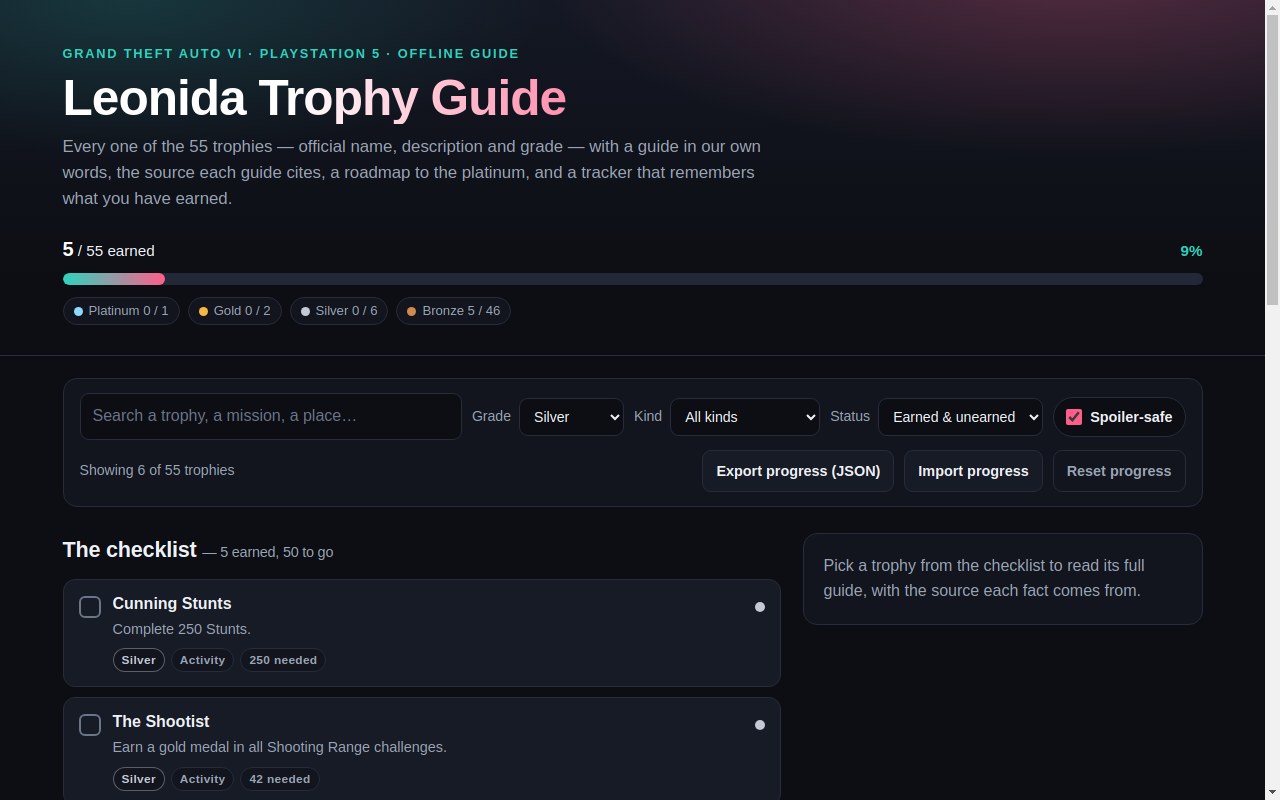 GRAND THEFT AUTO VI · PLAYSTATION 5 · OFFLINE GUIDE
Leonida Trophy Guide
Every one of the 55 trophies — official name, description and grade — with a guide in our own
words, the source each guide cites, a roadmap to the platinum, and a tracker that remembers
what you have earned.
5 / 55 earned
9%
Platinum 0 / 1
Gold 0 / 2
Silver 0 / 6
Bronze 5 / 46
Search a trophy, a mission, a place…
Grade
Silver
Kind
All kinds
Status
Earned & unearned
Spoiler-safe
Showing 6 of 55 trophies
Export progress (JSON)
Import progress
Reset progress
The checklist — 5 earned, 50 to go
Cunning Stunts
Complete 250 Stunts.
Silver
Activity
250 needed
The Shootist
Earn a gold medal in all Shooting Range challenges.
Silver
Activity
42 needed
Pick a trophy from the checklist to read its full
guide, with the source each fact comes from.